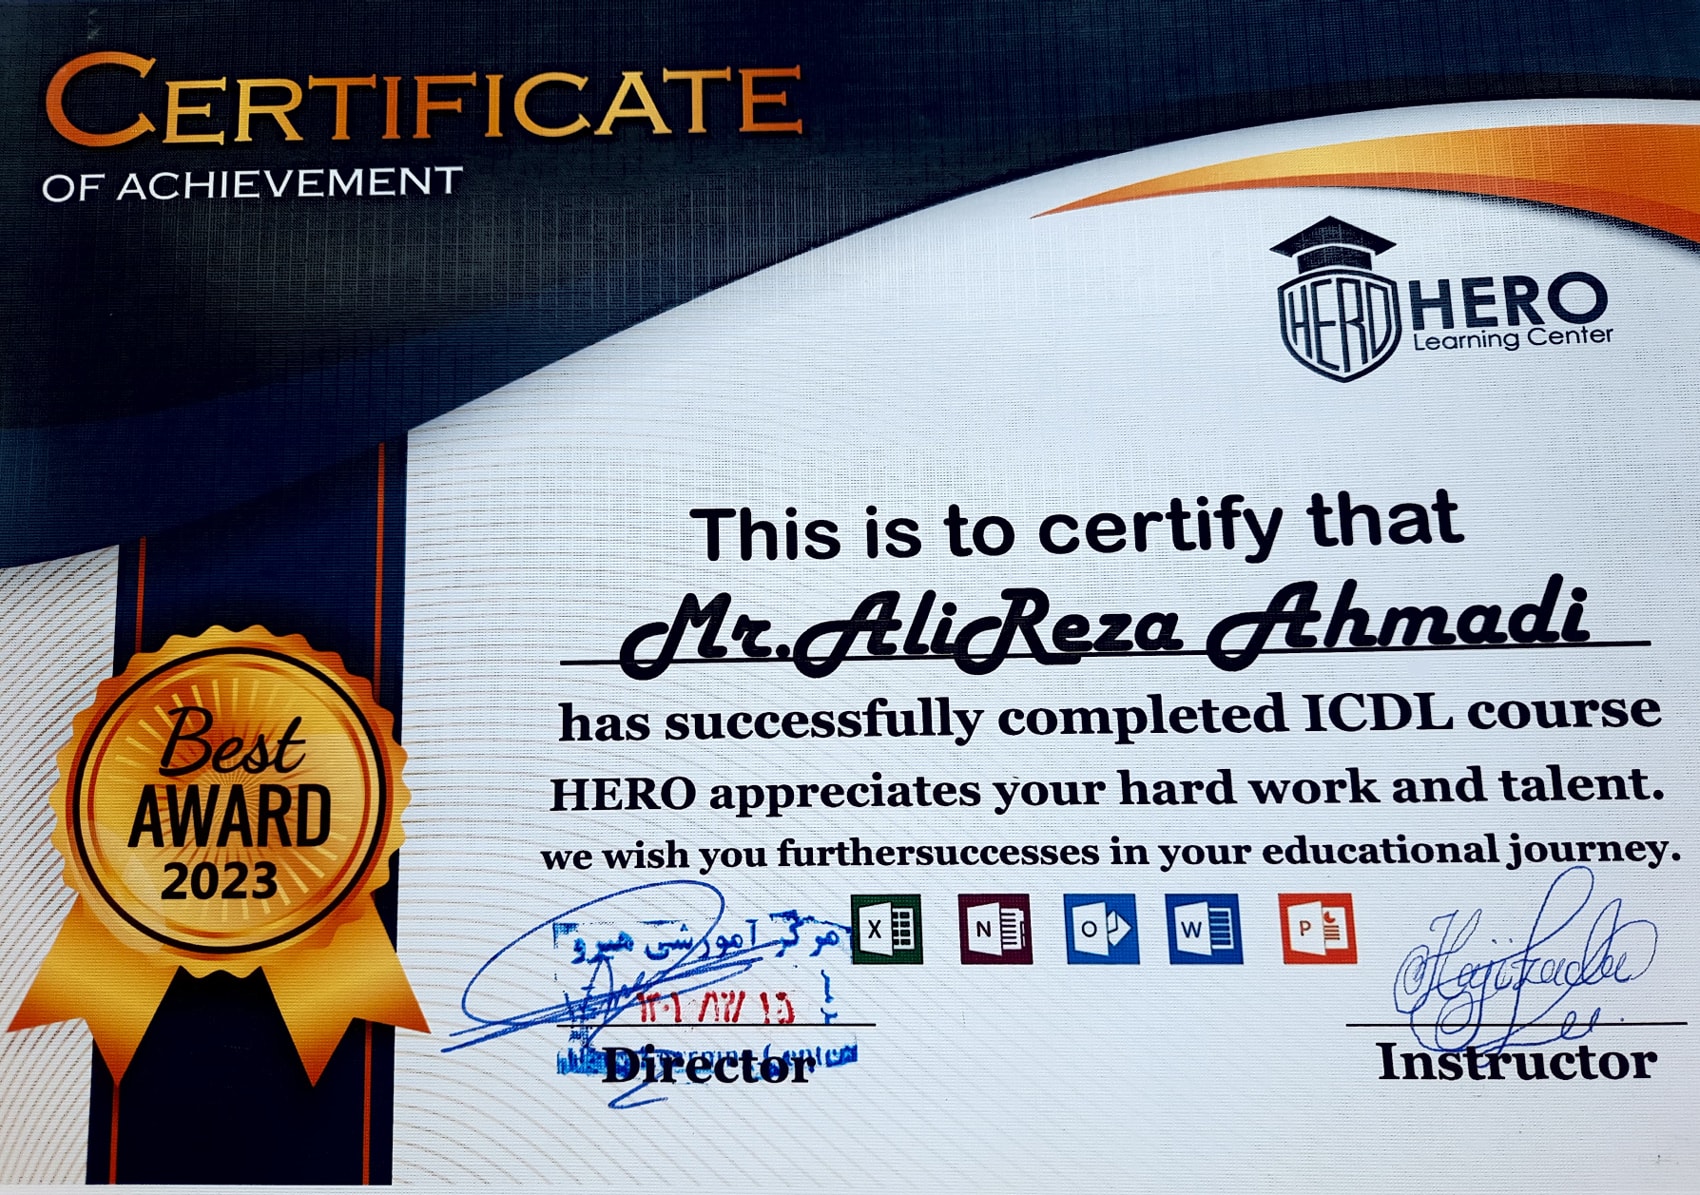 CERTIFICATE
OF ACHIEVEMENT
HERO
HERO
Learning Center
This is to certify that
Mr.AliReza Ahmadi
has successfully completed ICDL course
HERO appreciates your hard work and talent.
we wish you furthersuccesses in your educational journey.
Best
AWARD
2023
X
N
O
W
P
مرکز آموزشی هیرو
Learning Center
Director
Instructor